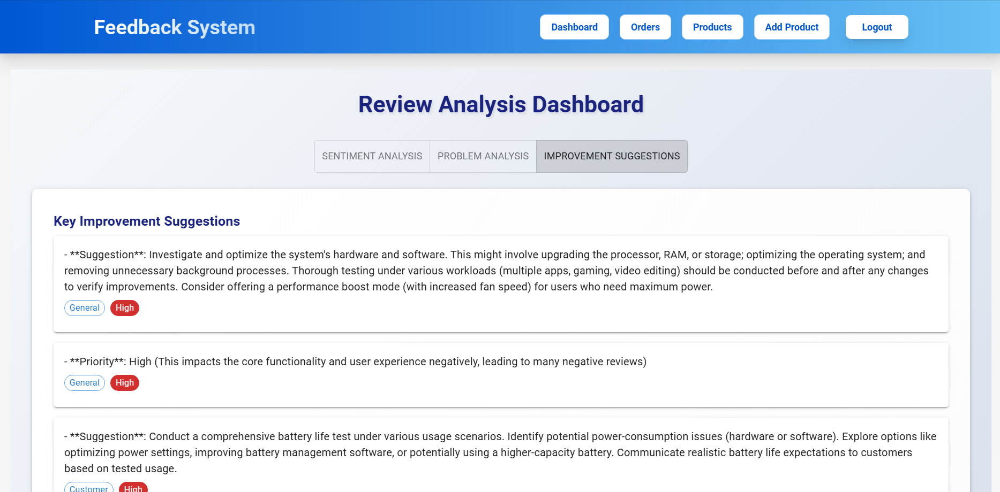 Feedback System
Dashboard
Orders
Products
Add Product
Logout
Review Analysis Dashboard
SENTIMENT ANALYSIS
PROBLEM ANALYSIS
IMPROVEMENT SUGGESTIONS
Key Improvement Suggestions
- **Suggestion**: Investigate and optimize the system's hardware and software. This might involve upgrading the processor, RAM, or storage; optimizing the operating system; and
removing unnecessary background processes. Thorough testing under various workloads (multiple apps, gaming, video editing) should be conducted before and after any changes
to verify improvements. Consider offering a performance boost mode (with increased fan speed) for users who need maximum power.
General
High
- **Priority**: High (This impacts the core functionality and user experience negatively, leading to many negative reviews)
General
High
- **Suggestion**: Conduct a comprehensive battery life test under various usage scenarios. Identify potential power-consumption issues (hardware or software). Explore options like
optimizing power settings, improving battery management software, or potentially using a higher-capacity battery. Communicate realistic battery life expectations to customers
based on tested usage.
Customer
High